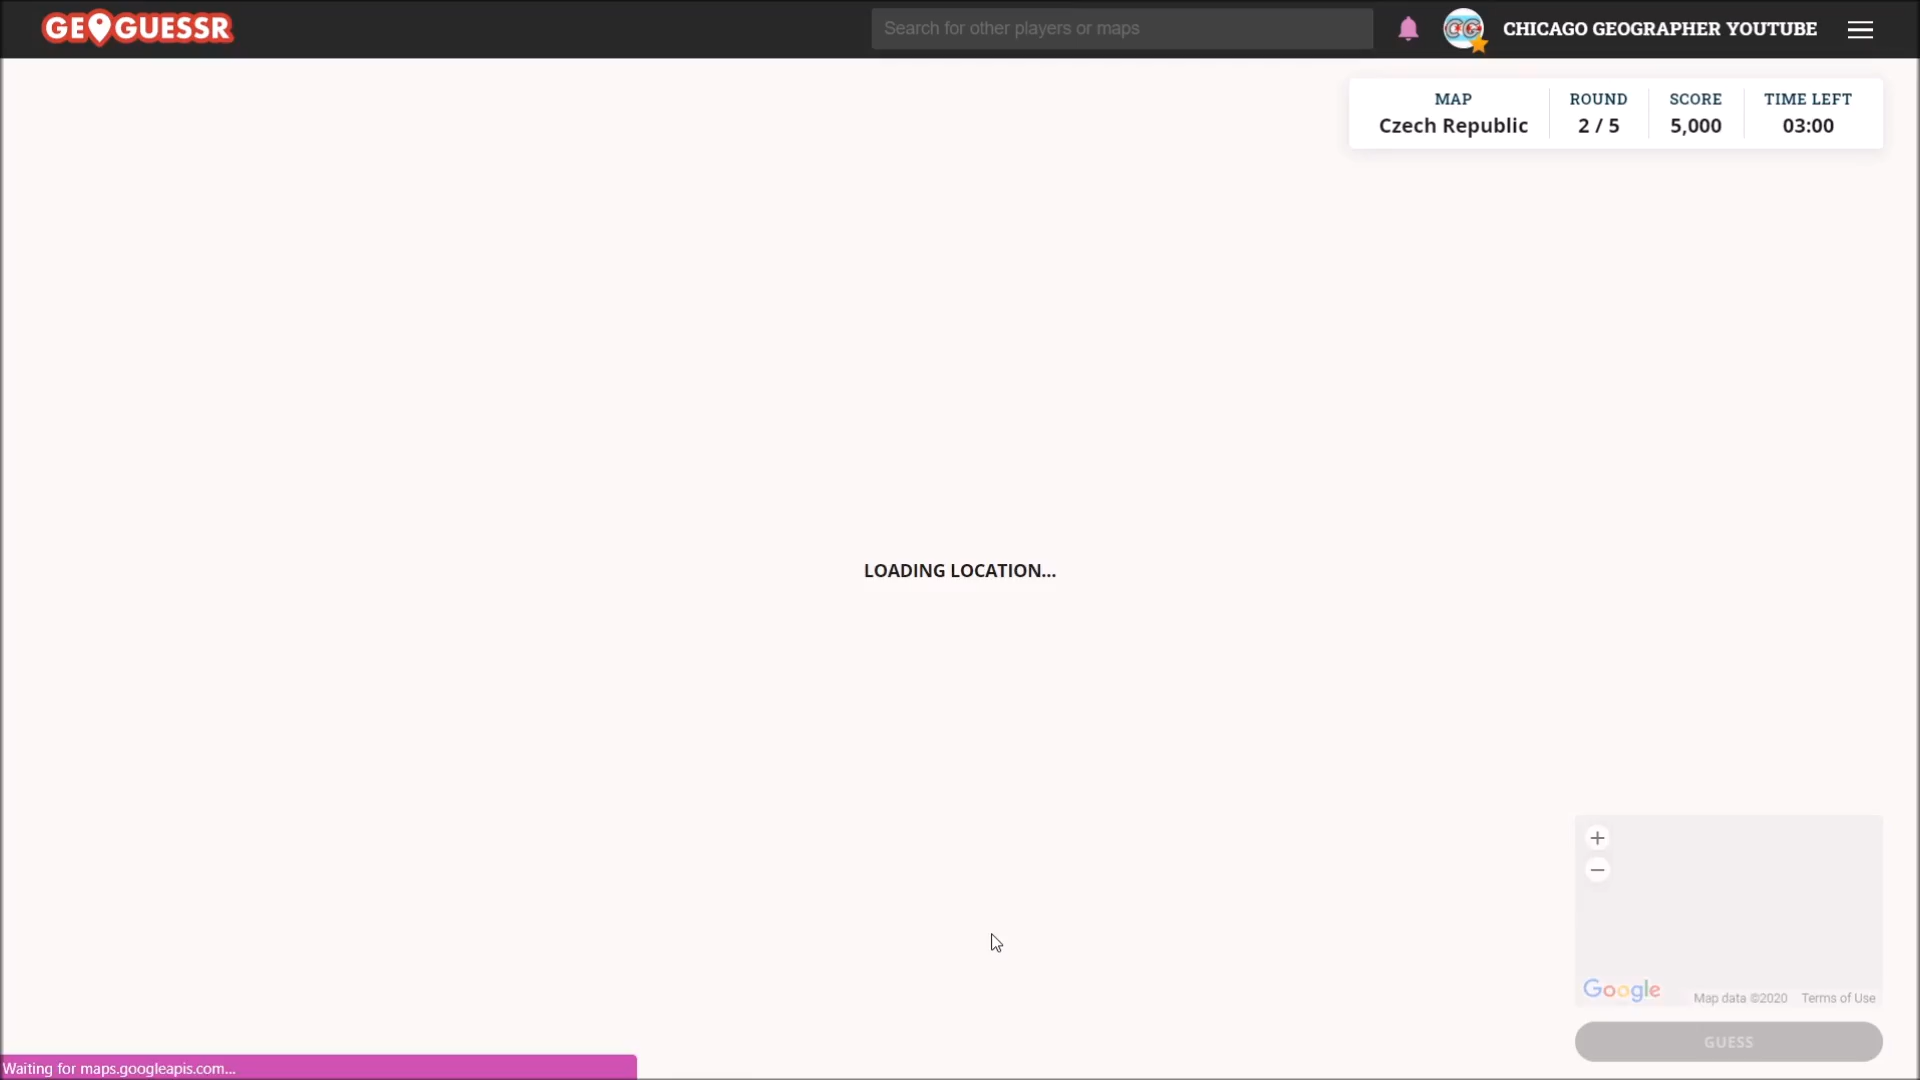 GEOGUESSR
Search for other players or maps
CHICAGO GEOGRAPHER YOUTUBE
MAP
Czech Republic
ROUND
2 / 5
SCORE
5,000
TIME LEFT
03:00
LOADING LOCATION...
+
−
Google
Map data ©2020
Terms of Use
GUESS
Waiting for maps.googleapis.com...